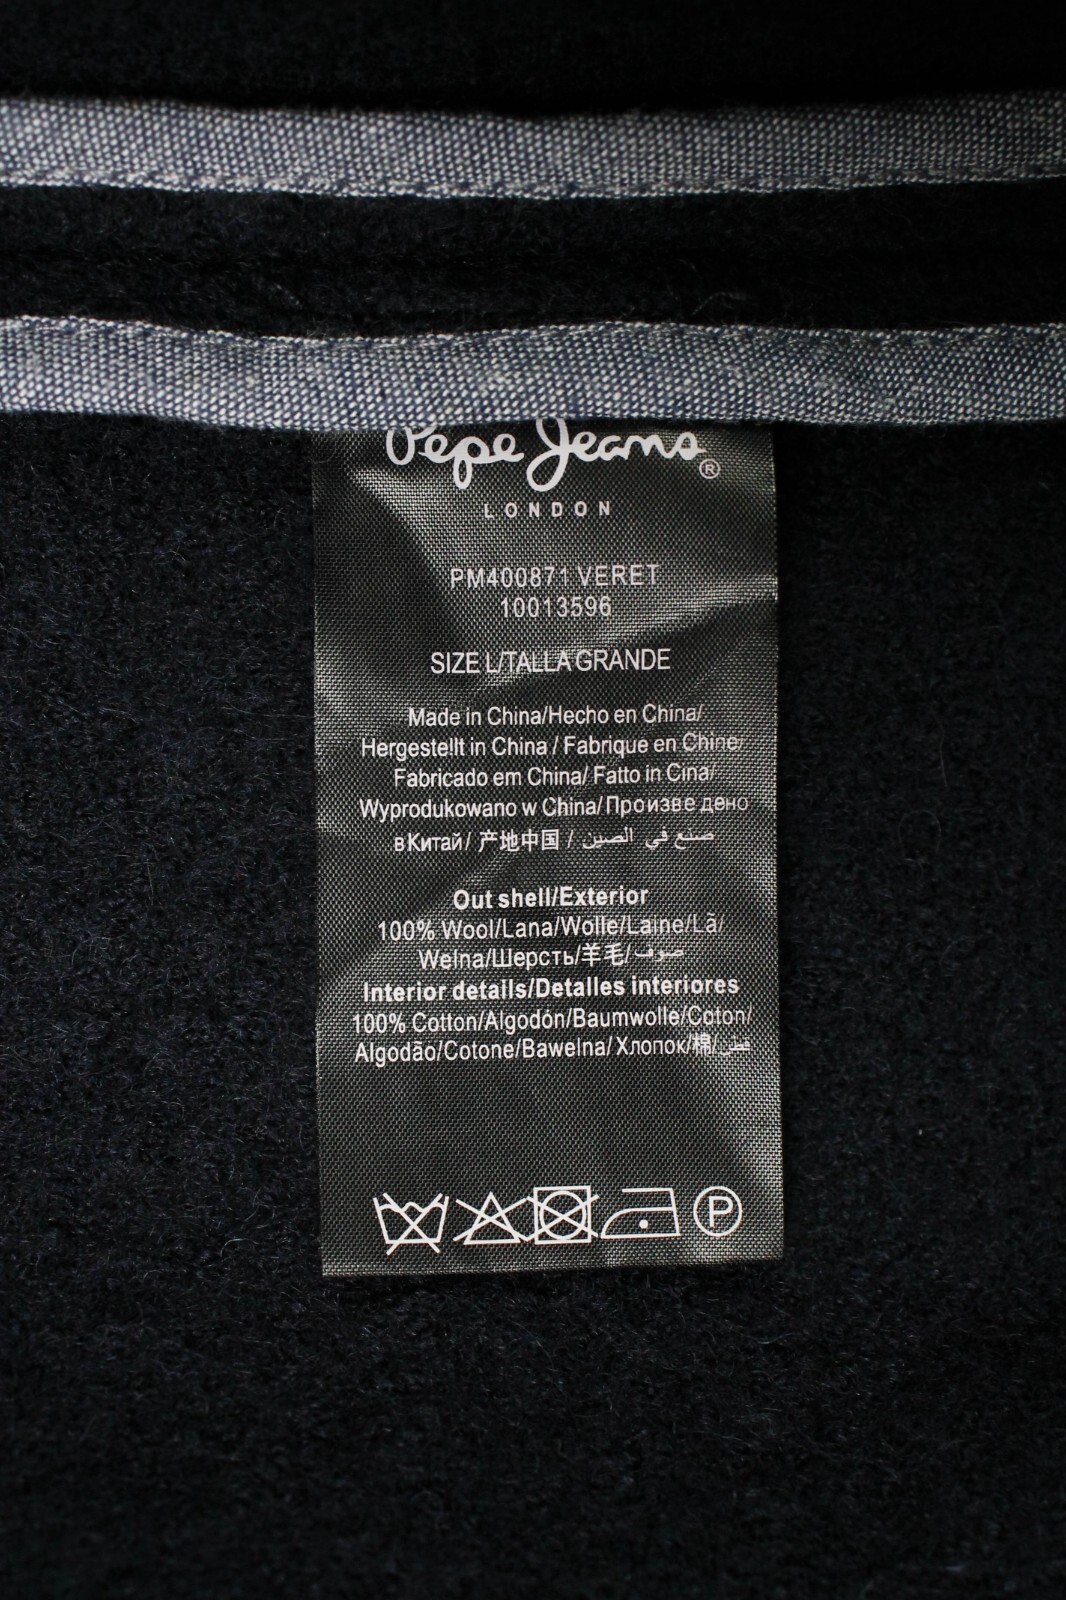 Pepe Jeans®
LONDON
PM400871 VERET
10013596
SIZE L/TALLA GRANDE
Made in China/Hecho en China/
Hergestellt in China / Fabrique en Chine/
Fabricado em China/ Fatto in Cina/
Wyprodukowano w China/Произве дено
в Китай/ 产地中国 / صنع في الصين
Out shell/Exterior
100% Wool/Lana/Wolle/Laine/Lã/
Welna/Шерсть/羊毛/صوف
Interior details/Detalles interiores
100% Cotton/Algodón/Baumwolle/Coton/
Algodão/Cotone/Bawelna/Хлопок/棉/قطن
P